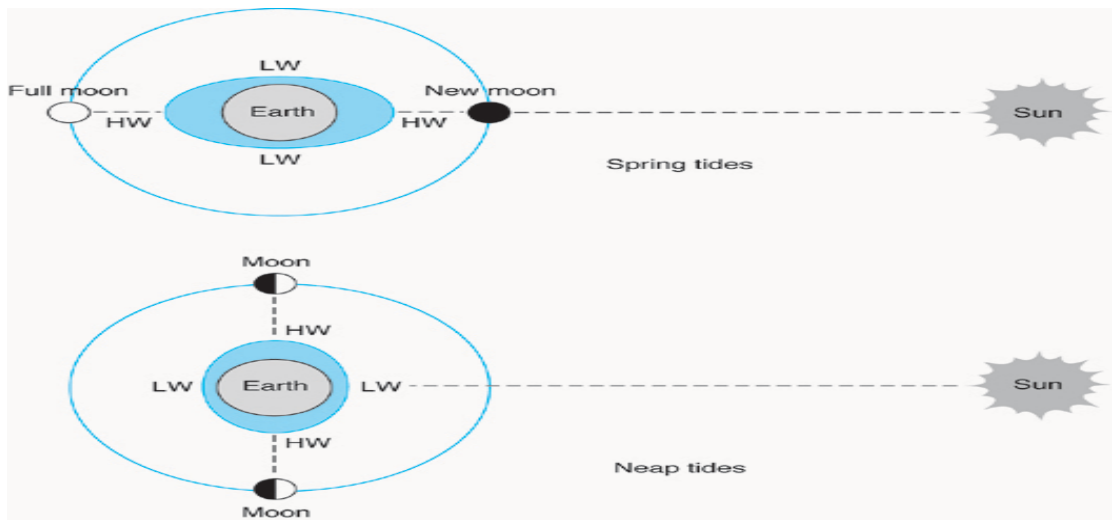 LW
Full moon
Earth
New moon
HW
HW
Sun
LW
Spring tides
Moon
HW
LW
Earth
LW
Sun
HW
Neap tides
Moon